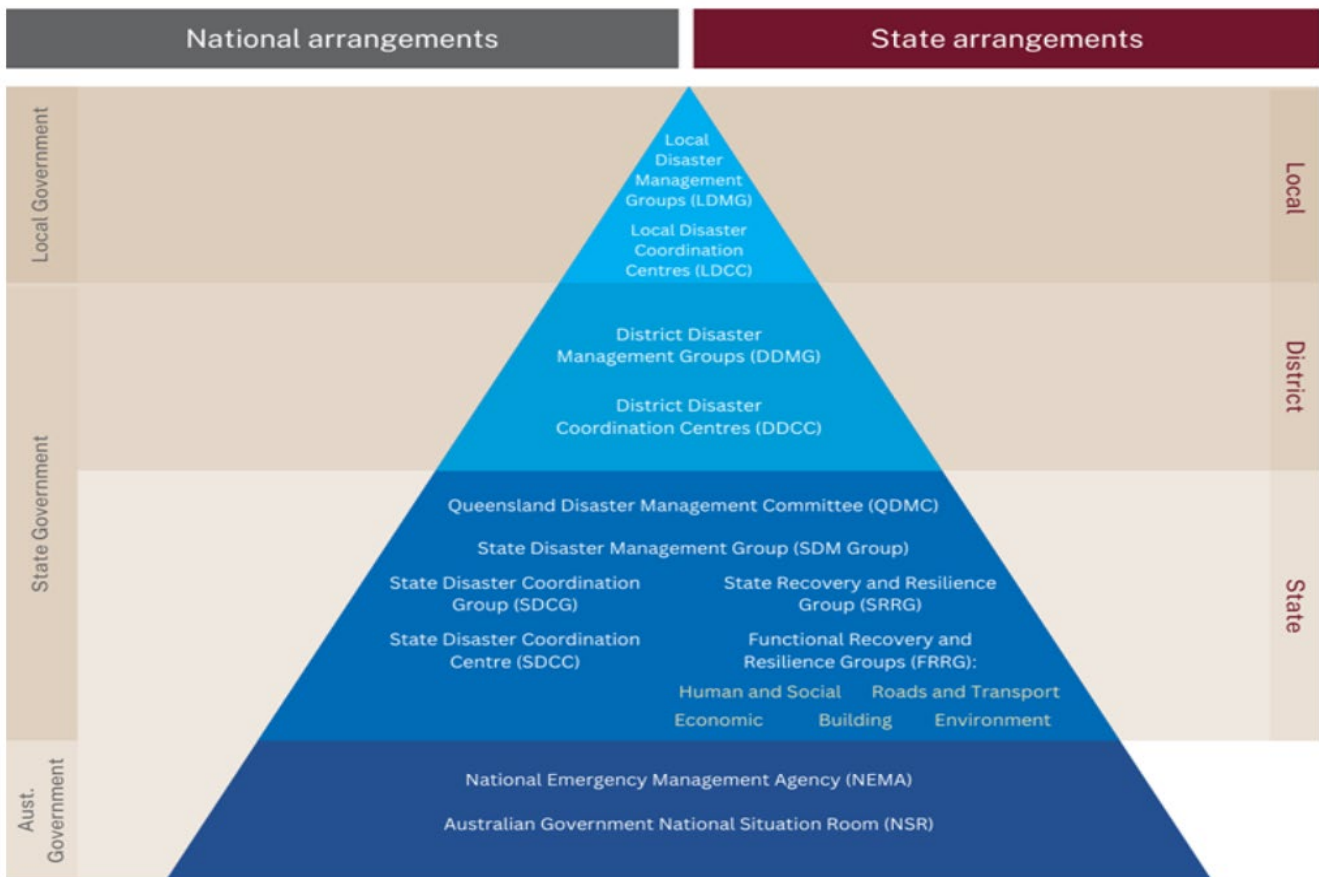 National arrangements
State arrangements
Local Government
Local
Disaster
Management
Groups (LDMG)
Local Disaster
Coordination
Centres (LDCC)
Local
State Government
District Disaster
Management Groups (DDMG)
District Disaster
Coordination Centres (DDCC)
District
Queensland Disaster Management Committee (QDMC)
State Disaster Management Group (SDM Group)
State Disaster Coordination
Group (SDCG)
State Recovery and Resilience
Group (SRRG)
State Disaster Coordination
Centre (SDCC)
Functional Recovery and
Resilience Groups (FRRG):
Human and Social
Roads and Transport
Economic
Building
Environment
State
Aust.
Government
National Emergency Management Agency (NEMA)
Australian Government National Situation Room (NSR)